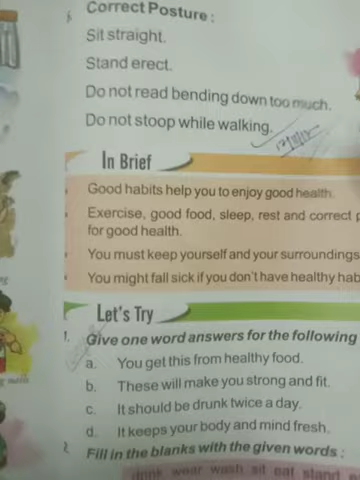 Correct Posture :
Sit straight.
Stand erect.
Do not read bending down too much.
Do not stoop while walking.
In Brief
Good habits help you to enjoy good health.
Exercise, good food, sleep, rest and correct
for good health.
You must keep yourself and your surroundings
You might fall sick if you don't have healthy
Let's Try
1. Give one word answers for the following
a. You get this from healthy food.
b. These will make you strong and fit.
c. It should be drunk twice a day.
d. It keeps your body and mind fresh.
2. Fill in the blanks with the given words :
drink wear wash sit eat stand